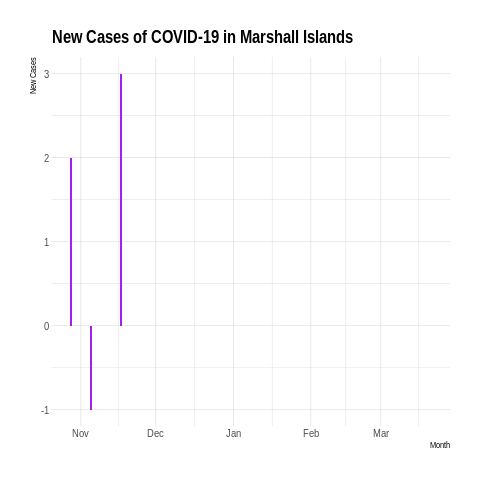 New Cases of COVID-19 in Marshall Islands
New Cases
3
2
1
0
-1
Nov Dec Jan Feb Mar
Month